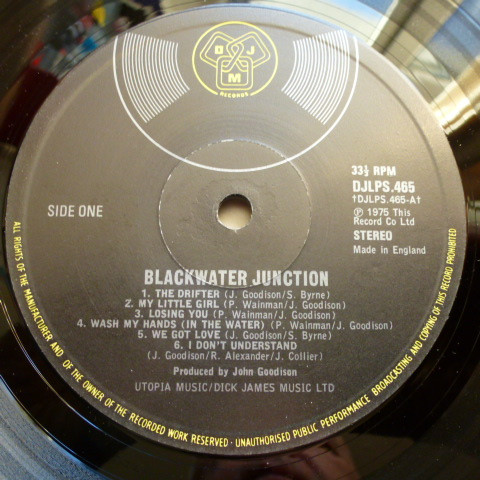 D J M
RECORDS
33⅓ RPM
DJLPS.465
†DJLPS.465-A†
℗ 1975 This
Record Co Ltd
STEREO
Made in England
SIDE ONE
BLACKWATER JUNCTION
1. THE DRIFTER (J. Goodison/S. Byrne)
2. MY LITTLE GIRL (P. Wainman/J. Goodison)
3. LOSING YOU (P. Wainman/J. Goodison)
4. WASH MY HANDS (IN THE WATER) (P. Wainman/J. Goodison)
5. WE GOT LOVE (J. Goodison/S. Byrne)
6. I DON'T UNDERSTAND
(J. Goodison/R. Alexander/J. Collier)
Produced by John Goodison
UTOPIA MUSIC/DICK JAMES MUSIC LTD
ALL RIGHTS OF THE MANUFACTURER AND OF THE OWNER OF THE RECORDED WORK RESERVED · UNAUTHORISED PUBLIC PERFORMANCE BROADCASTING AND COPYING OF THIS RECORD PROHIBITED